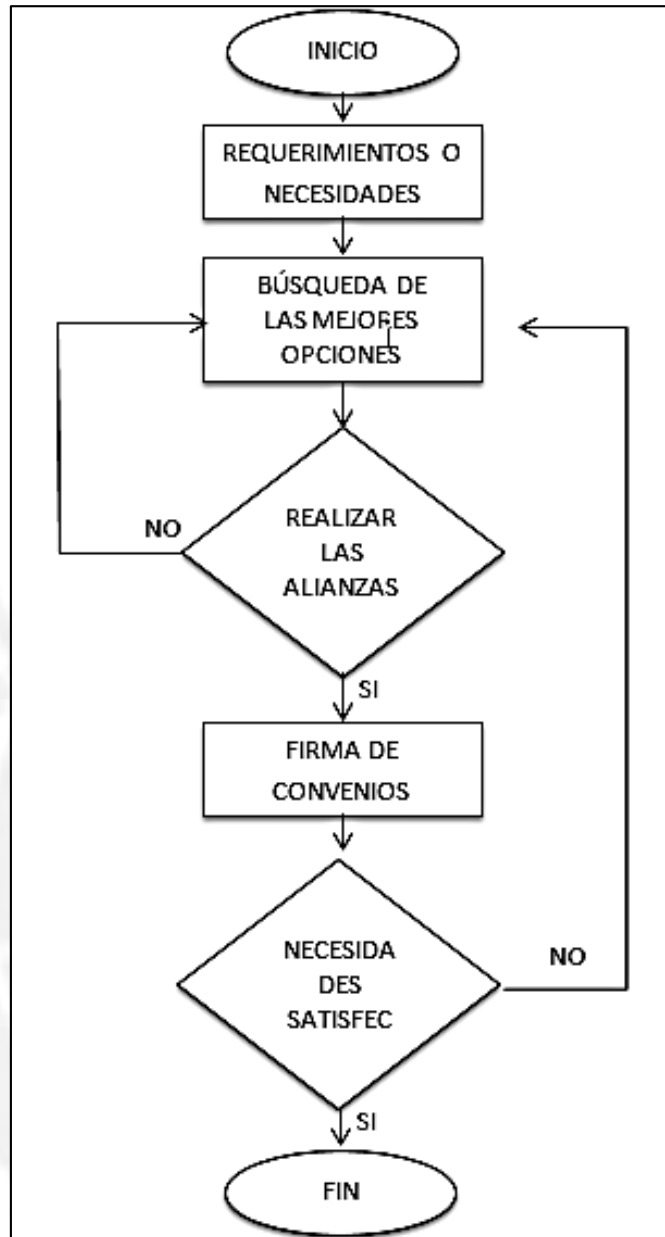 INICIO
REQUERIMIENTOS O
NECESIDADES
BÚSQUEDA DE
LAS MEJORES
OPCIONES
REALIZAR
LAS
ALIANZAS
NO
SI
FIRMA DE
CONVENIOS
NECESIDA
DES
SATISFEC
NO
SI
FIN